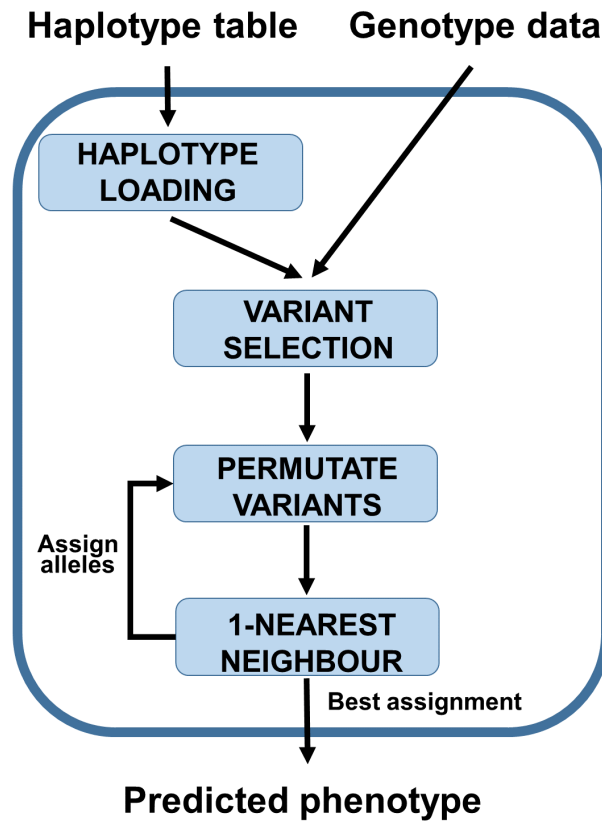 Haplotype table
Genotype data
HAPLOTYPE
LOADING
VARIANT
SELECTION
PERMUTATE
VARIANTS
Assign
alleles
1-NEAREST
NEIGHBOUR
Best assignment
Predicted phenotype